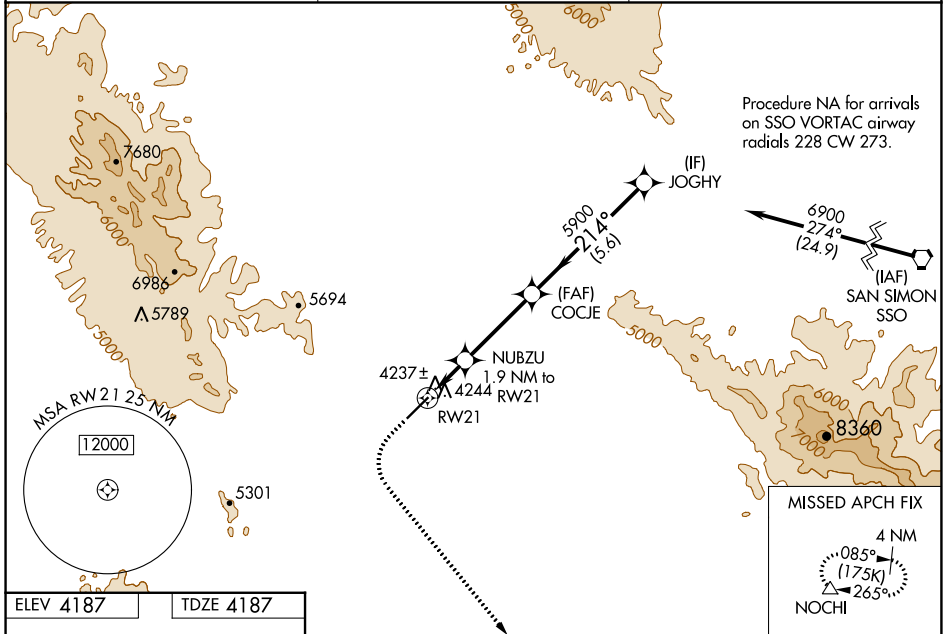 5000
5000
7680
6000
6986
5789
5694
5000
Procedure NA for arrivals
on SSO VORTAC airway
radials 228 CW 273.
(IF)
JOGHY
5900
214°
(5.6)
6900
274°
(24.9)
(IAF)
SAN SIMON
SSO
(FAF)
COCJE
5000
NUBZU
1.9 NM to
RW21
4237±
4244
RW21
6000
7000
8360
MSA RW21 25 NM
12000
5301
MISSED APCH FIX
4 NM
085°
(175K)
265°
NOCHI
ELEV 4187
TDZE 4187